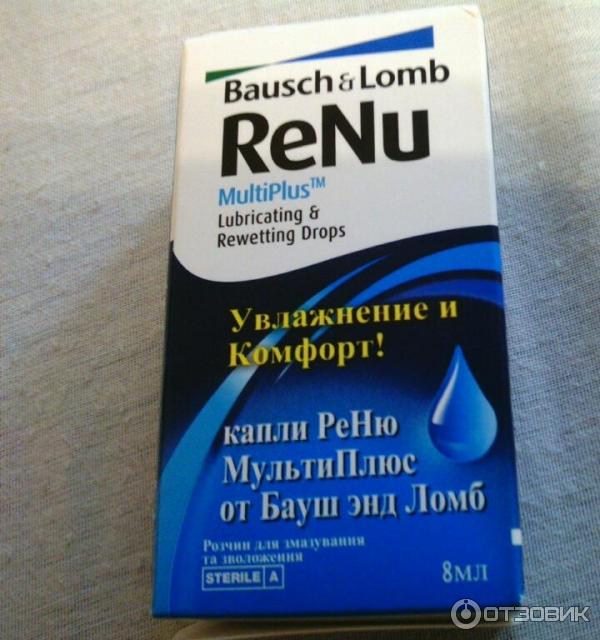 Bausch & Lomb
ReNu
MultiPlus™
Lubricating &
Rewetting Drops
Увлажнение и
Комфорт!
капли РеНю
МультиПлюс
от Бауш энд Ломб
Розчин для змазування
та зволоження
STERILE A
8мл
ОТЗОВИК